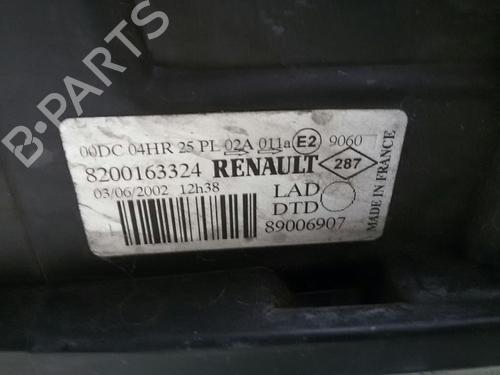 00DC 04HR 25 PL 02A 011a E2 9060
8200163324 RENAULT 287
03/06/2002 12h38 LAD
DTD
89006907
MADE IN FRANCE
B-PARTS